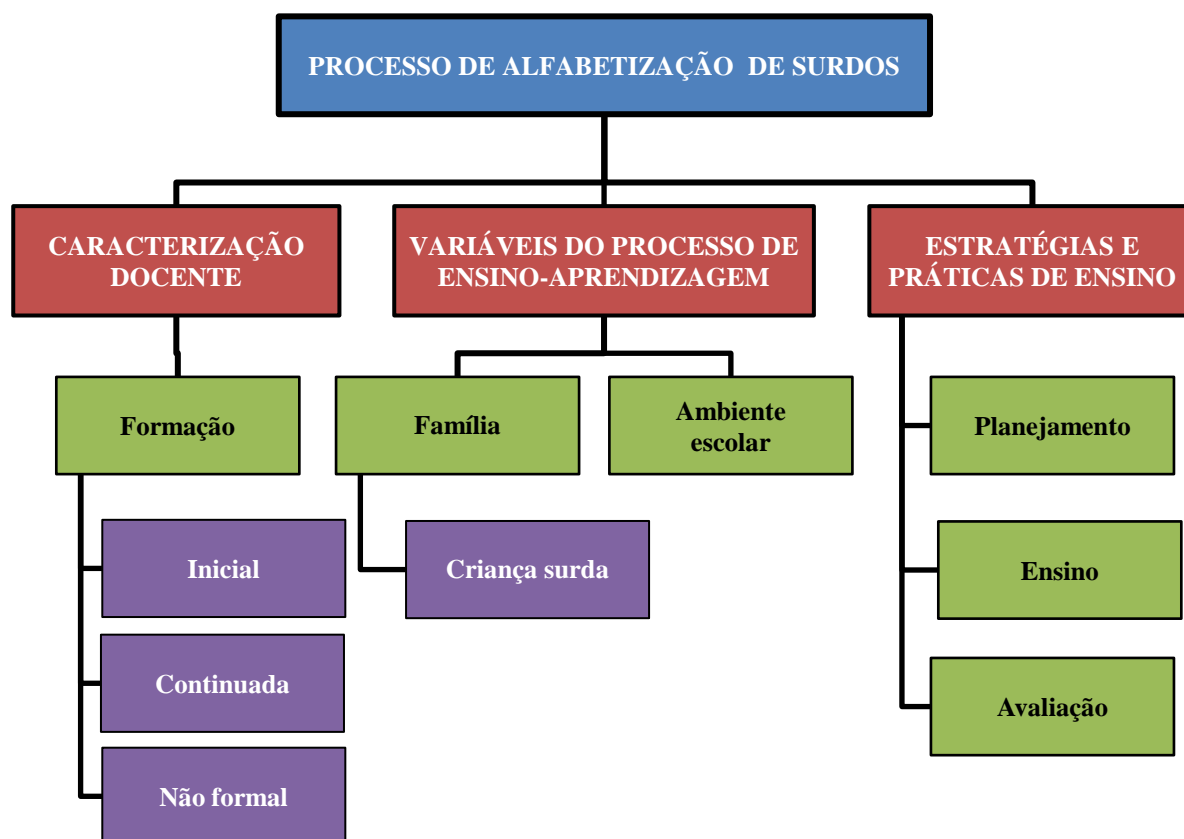 PROCESSO DE ALFABETIZAÇÃO DE SURDOS
CARACTERIZAÇÃO
DOCENTE
VARIÁVEIS DO PROCESSO DE
ENSINO-APRENDIZAGEM
ESTRATÉGIAS E
PRÁTICAS DE ENSINO
Formação
Família
Ambiente
escolar
Planejamento
Inicial
Criança surda
Ensino
Continuada
Avaliação
Não formal